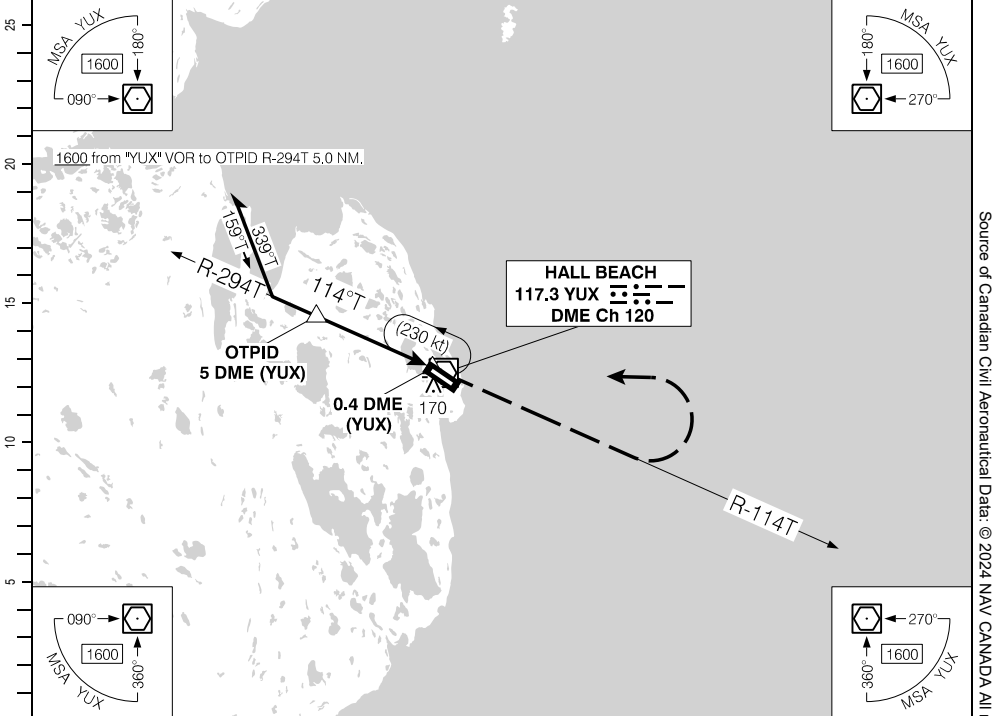 25
20
15
10
5
MSA YUX
180°
1600
090°
MSA YUX
180°
1600
270°
1600 from "YUX" VOR to OTPID R-294T 5.0 NM.
159°T
339°T
R-294T
114°T
OTPID
5 DME (YUX)
(230 kt)
HALL BEACH
117.3 YUX
DME Ch 120
0.4 DME
(YUX)
170
R-114T
090°
1600
360°
MSA YUX
270°
1600
360°
MSA YUX
Source of Canadian Civil Aeronautical Data: © 2024 NAV CANADA All